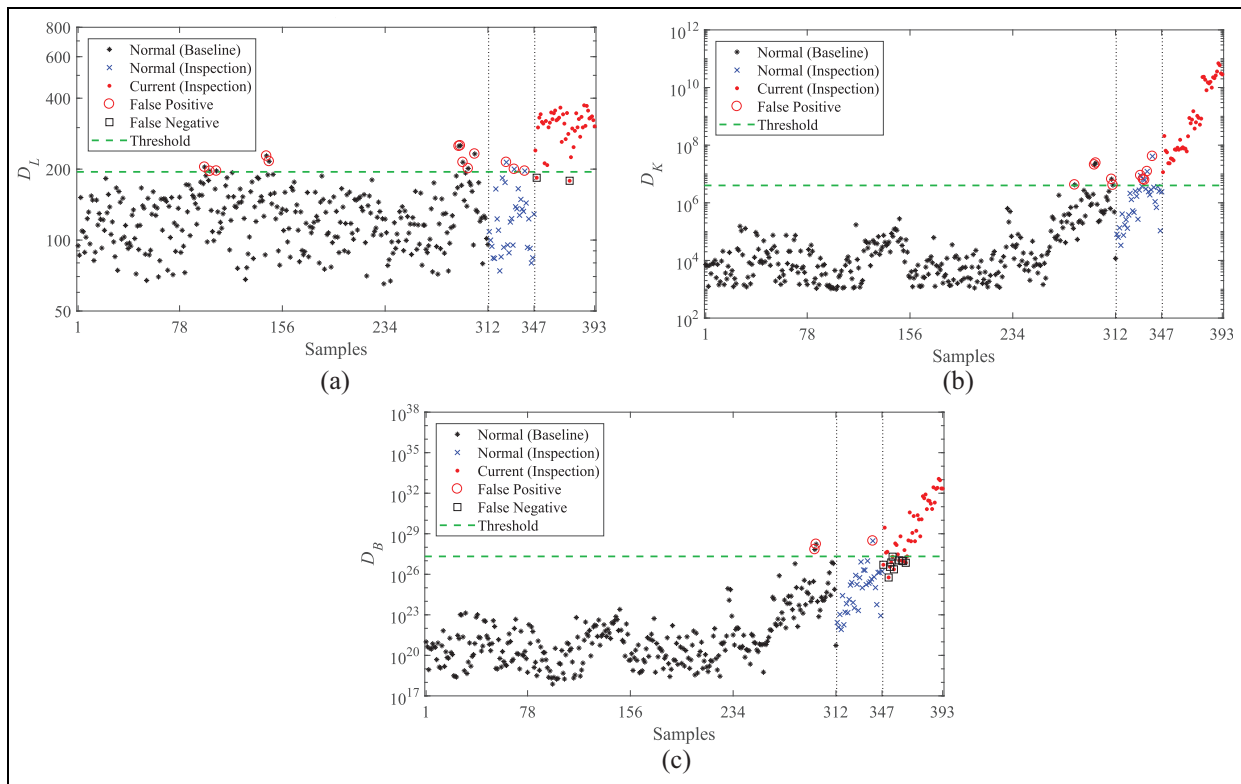 800
600
400
200
100
50
D_L
Normal (Baseline)
Normal (Inspection)
Current (Inspection)
False Positive
False Negative
Threshold
1 78 156 234 312 347 393
Samples
(a)
10^12
10^10
10^8
10^6
10^4
10^2
D_K
Normal (Baseline)
Normal (Inspection)
Current (Inspection)
False Positive
Threshold
1 78 156 234 312 347 393
Samples
(b)
10^38
10^35
10^32
10^29
10^26
10^23
10^20
10^17
D_B
Normal (Baseline)
Normal (Inspection)
Current (Inspection)
False Positive
False Negative
Threshold
1 78 156 234 312 347 393
Samples
(c)